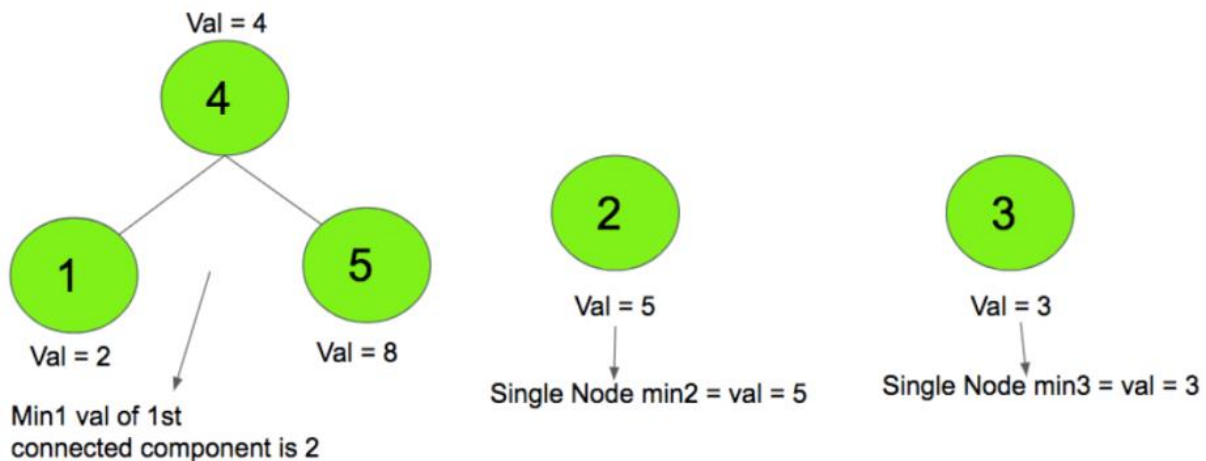 Val = 4
4
1
5
Val = 2
Val = 8
Min1 val of 1st
connected component is 2
2
Val = 5
Single Node min2 = val = 5
3
Val = 3
Single Node min3 = val = 3